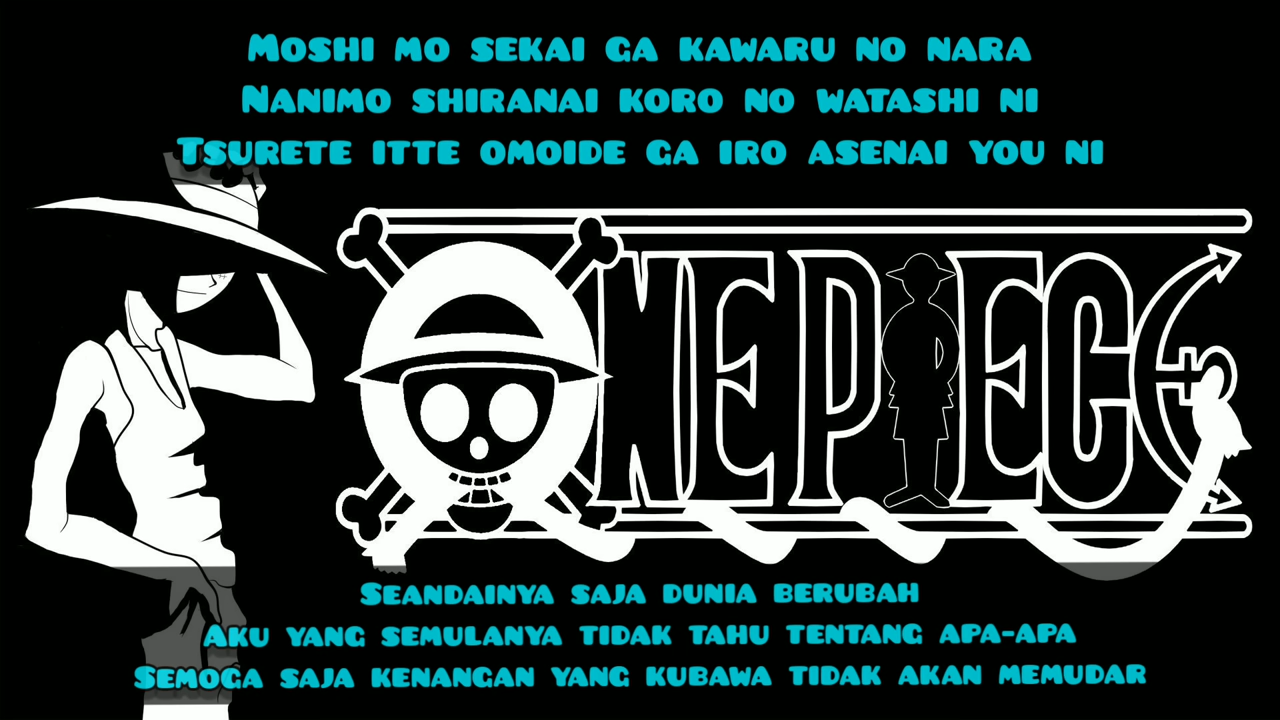 Moshi mo sekai ga kawaru no nara
Nanimo shiranai koro no watashi ni
Tsurete itte omoide ga iro asenai you ni
ONE PIECE
Seandainya saja dunia berubah
Aku yang semulanya tidak tahu tentang apa-apa
Semoga saja kenangan yang kubawa tidak akan memudar